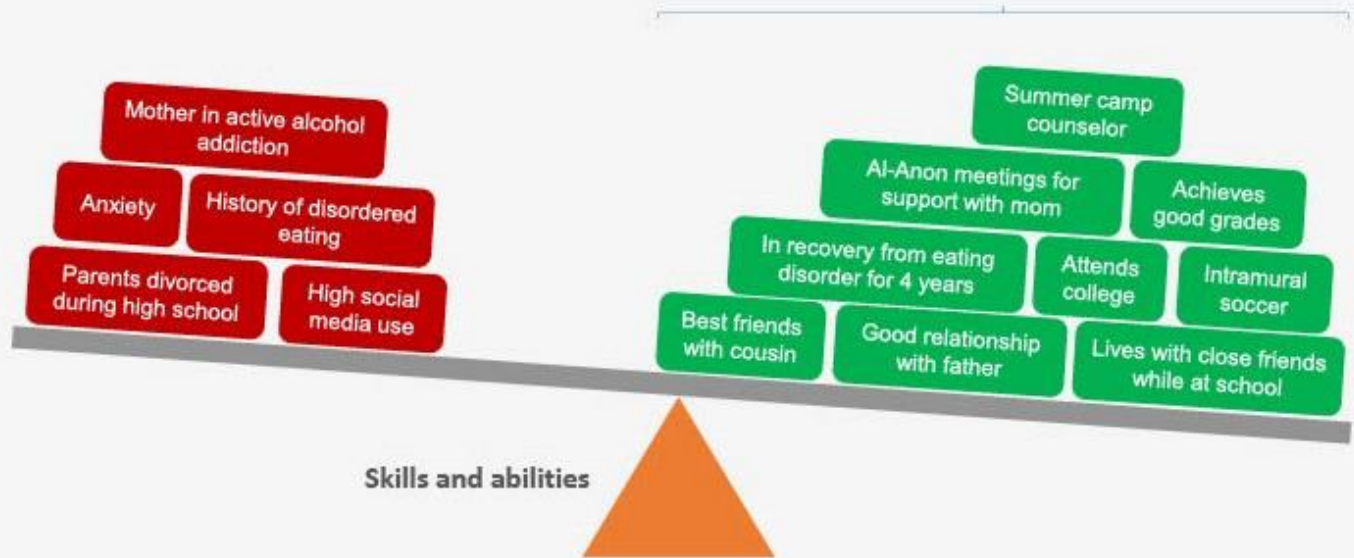 Mother in active alcohol
addiction
Anxiety
History of disordered
eating
Parents divorced
during high school
High social
media use
Summer camp
counselor
Al-Anon meetings for
support with mom
Achieves
good grades
In recovery from eating
disorder for 4 years
Attends
college
Intramural
soccer
Best friends
with cousin
Good relationship
with father
Lives with close friends
while at school
Skills and abilities